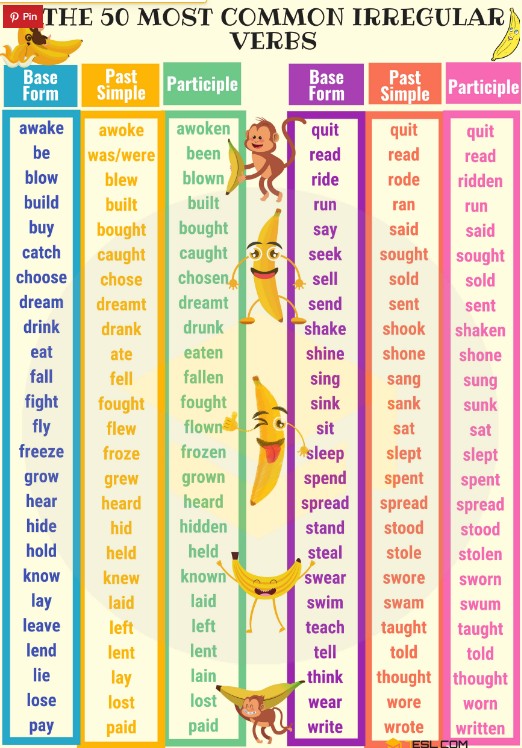 Pin
THE 50 MOST COMMON IRREGULAR
VERBS
Base Form Past Simple Participle Base Form Past Simple Participle
awake awoke awoken quit quit quit
be was/were been read read read
blow blew blown ride rode ridden
build built built run ran run
buy bought bought say said said
catch caught caught seek sought sought
choose chose chosen sell sold sold
dream dreamt dreamt send sent sent
drink drank drunk shake shook shaken
eat ate eaten shine shone shone
fall fell fallen sing sang sung
fight fought fought sink sank sunk
fly flew flown sit sat sat
freeze froze frozen sleep slept slept
grow grew grown spend spent spent
hear heard heard spread spread spread
hide hid hidden stand stood stood
hold held held steal stole stolen
know knew known swear swore sworn
lay laid laid swim swam swum
leave left left teach taught taught
lend lent lent tell told told
lie lay lain think thought thought
lose lost lost wear wore worn
pay paid paid write wrote written
ESL.COM